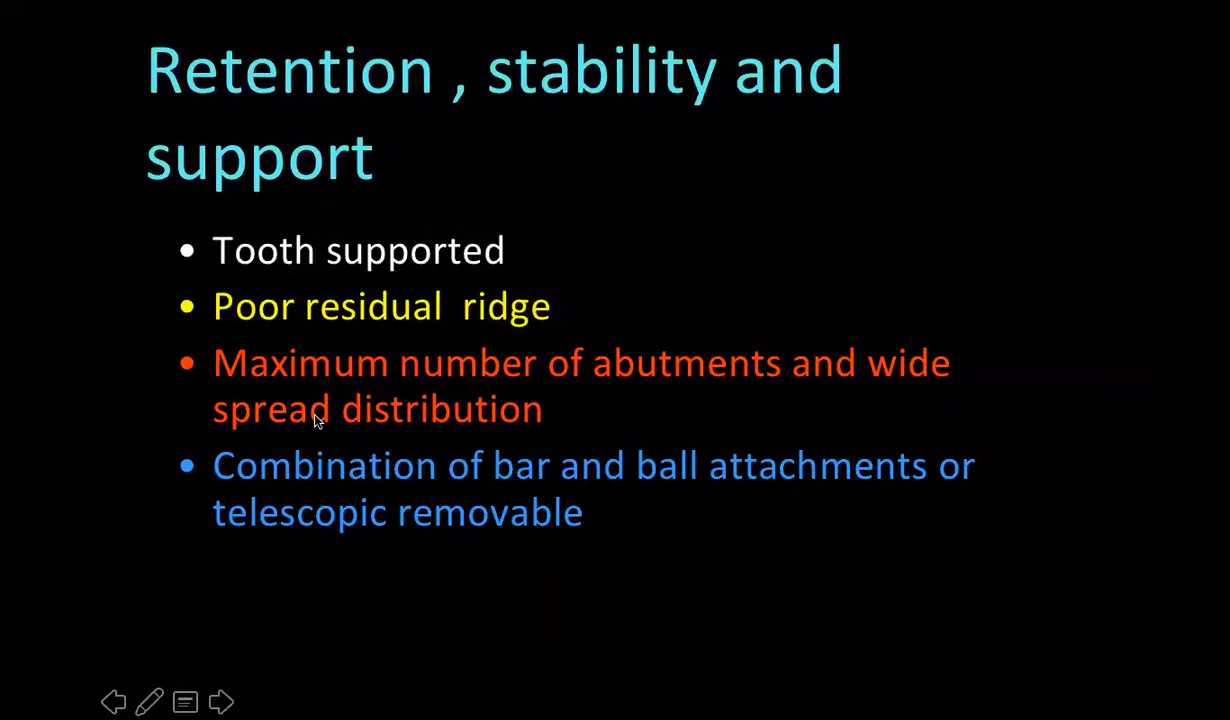 Retention , stability and
support
• Tooth supported
• Poor residual  ridge
• Maximum number of abutments and wide
spread distribution
• Combination of bar and ball attachments or
telescopic removable